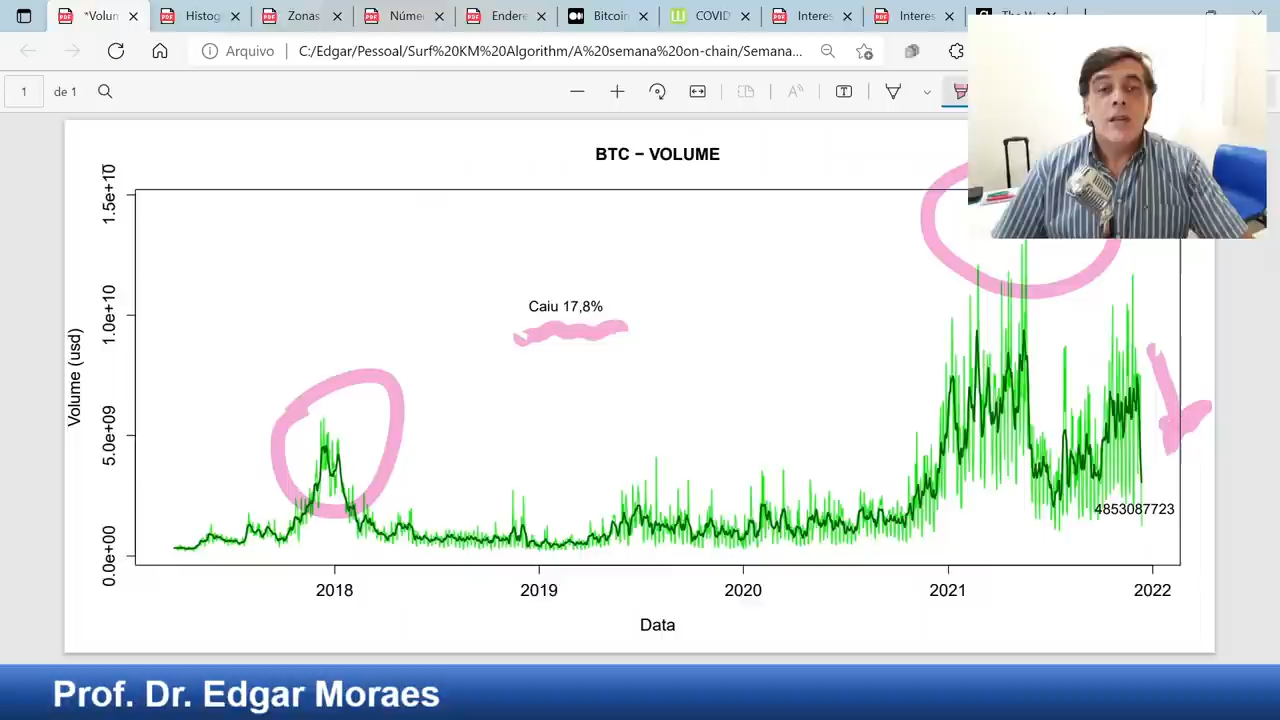 *Volun
Histog
Zonas
Núme
Endere
Bitcoir
COVID
Interes
Interes
Arquivo
C:/Edgar/Pessoal/Surf%20KM%20Algorithm/A%20semana%20on-chain/Semana...
1
de 1
BTC − VOLUME
Caiu 17,8%
Volume (usd)
1.5e+10
1.0e+10
5.0e+09
0.0e+00
4853087723
2018
2019
2020
2021
2022
Data
Prof. Dr. Edgar Moraes